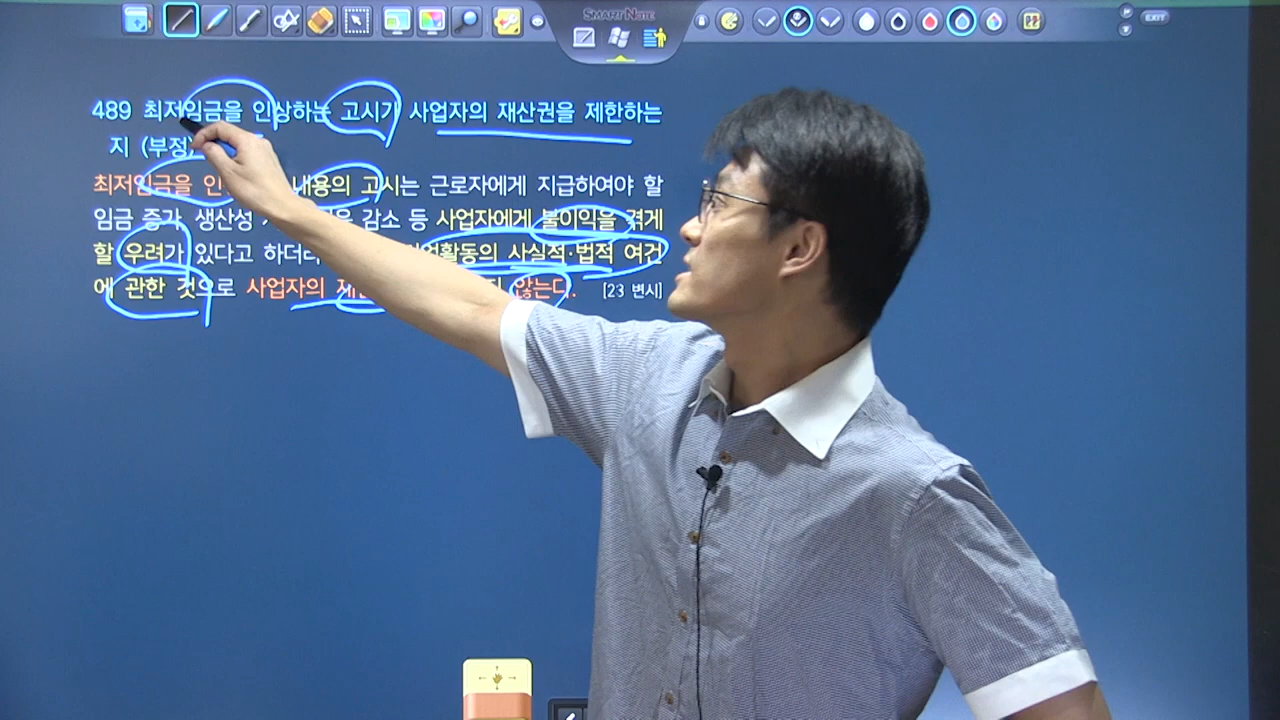 SMART NOTE
EXIT
489 최저임금을 인상하는 고시가 사업자의 재산권을 제한하는
지 (부정)
최저임금을 인 내용의 고시는 근로자에게 지급하여야 할
임금 증가, 생산성 감소 등 사업자에게 불이익을 겪게
할 우려가 있다고 하더라 기업활동의 사실적·법적 여건
에 관한 것으로 사업자의 재 않는다. [23 변시]